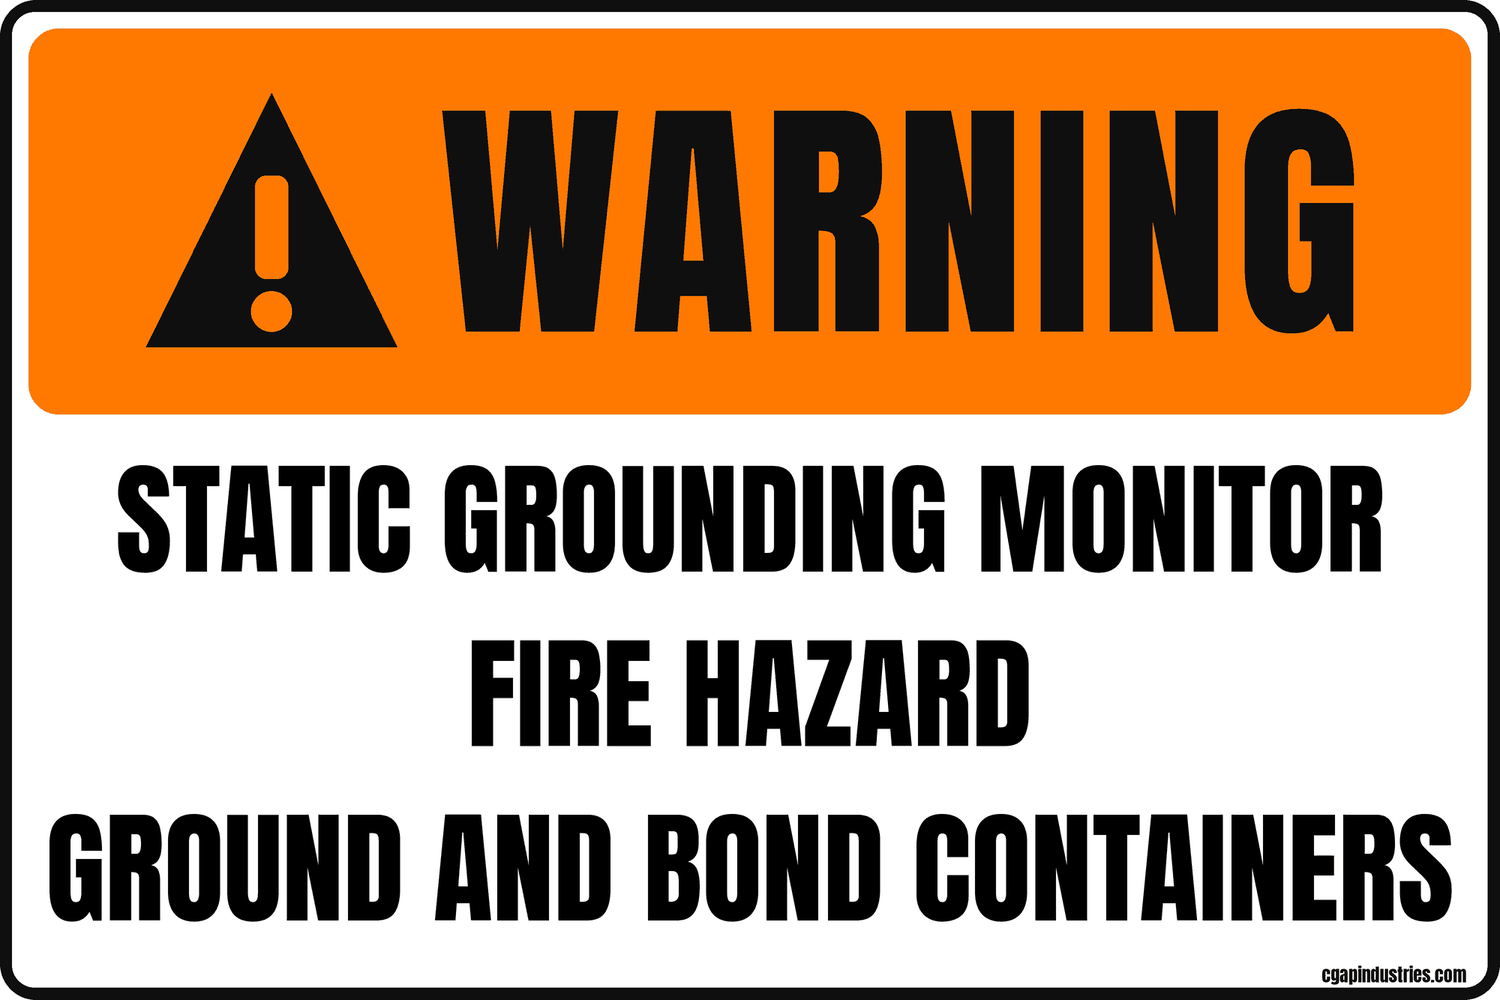 WARNING
STATIC GROUNDING MONITOR
FIRE HAZARD
GROUND AND BOND CONTAINERS
cgapindustries.com